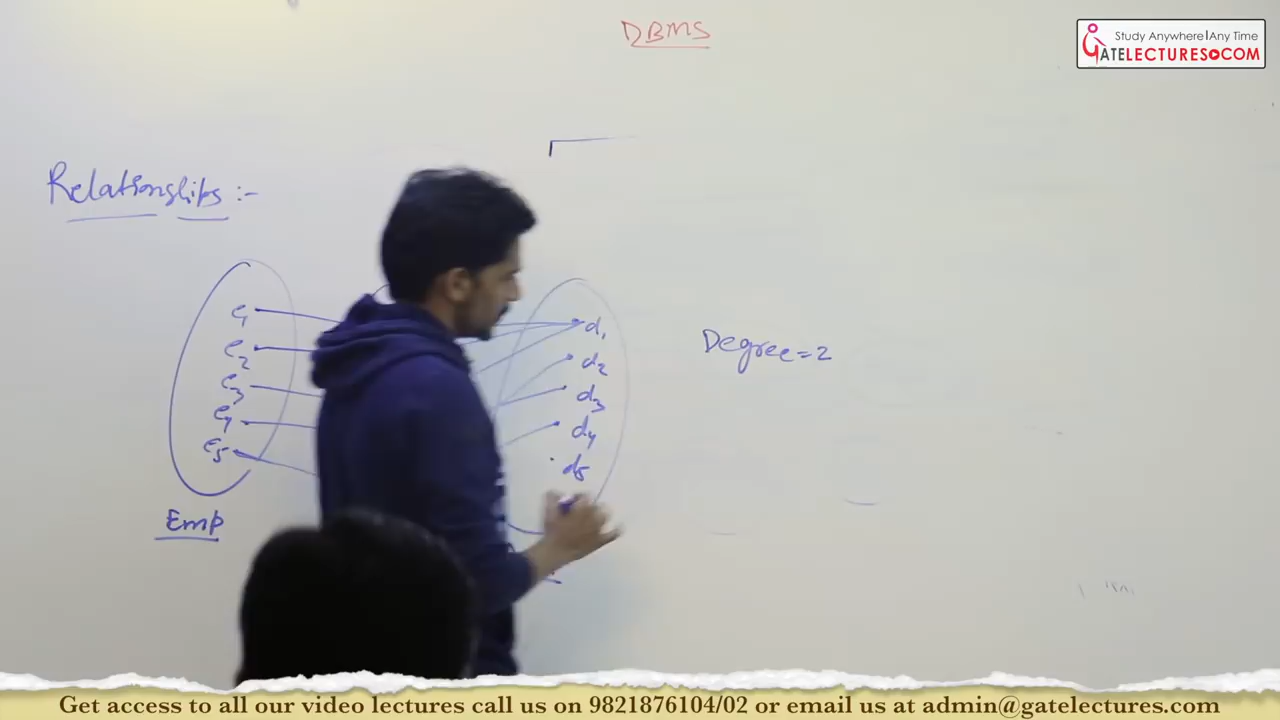 DBMS
Study Anywhere | Any Time
GATELECTURES.COM
Relationships :-
e1
e2
e3
e4
e5
Emp
d1
d2
d3
d4
d5
Degree=2
Get access to all our video lectures call us on 9821876104/02 or email us at admin@gatelectures.com